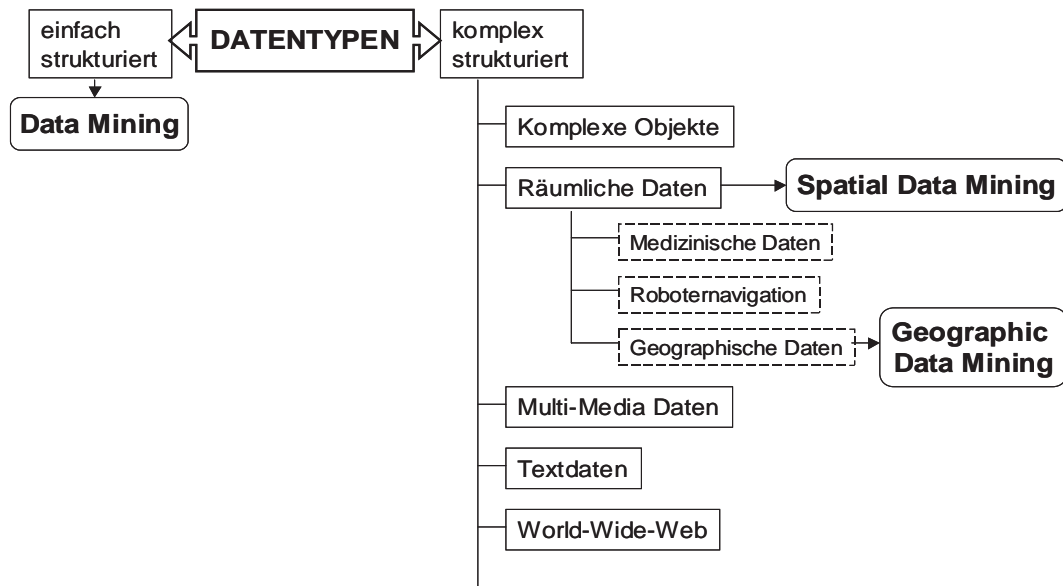 einfach
strukturiert
DATENTYPEN
komplex
strukturiert
Data Mining
Komplexe Objekte
Räumliche Daten
Spatial Data Mining
Medizinische Daten
Roboternavigation
Geographische Daten
Geographic
Data Mining
Multi-Media Daten
Textdaten
World-Wide-Web